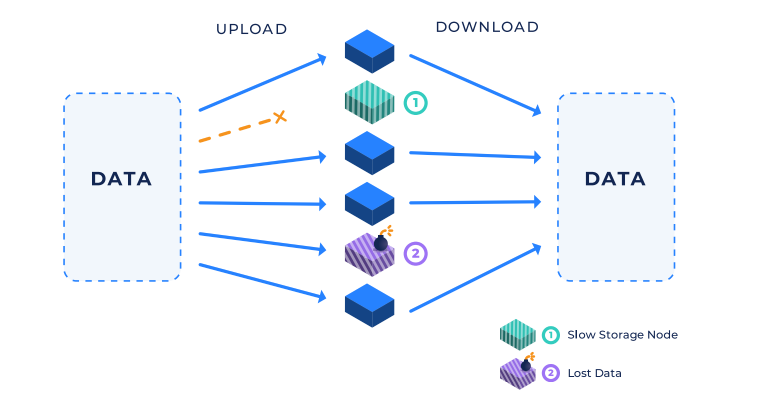 UPLOAD
DOWNLOAD
1
DATA
DATA
2
1 Slow Storage Node
2 Lost Data